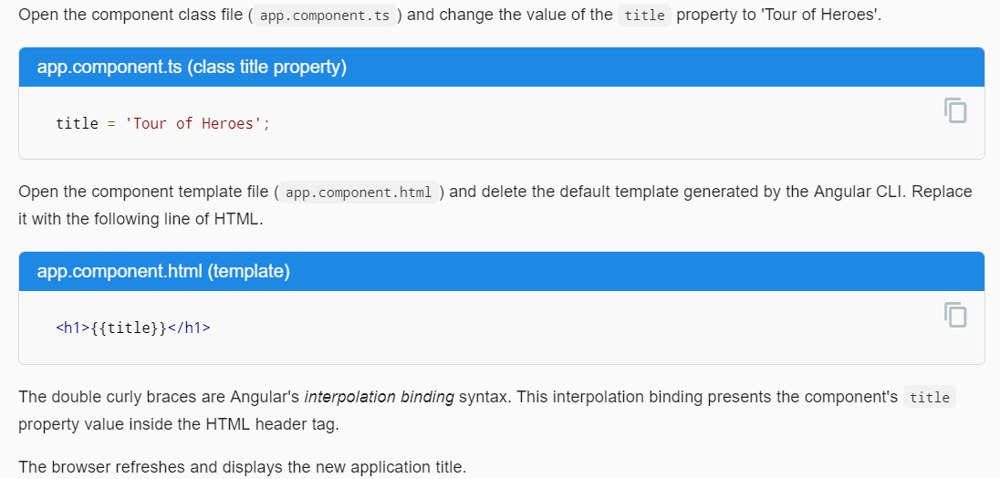 Open the component class file ( app.component.ts ) and change the value of the title property to 'Tour of Heroes'.
app.component.ts (class title property)
title = 'Tour of Heroes';
Open the component template file ( app.component.html ) and delete the default template generated by the Angular CLI. Replace
it with the following line of HTML.
app.component.html (template)
<h1>{{title}}</h1>
The double curly braces are Angular's interpolation binding syntax. This interpolation binding presents the component's title
property value inside the HTML header tag.
The browser refreshes and displays the new application title.